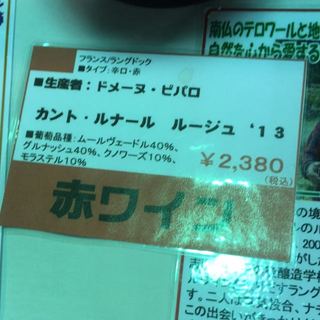 フランス/ラングドック
■タイプ:辛口・赤
■生産者:ドメーヌ・ピバロ
カント・ルナール ルージュ '13
■葡萄品種:ムールヴェードル40%、
グルナッシュ40%、クノワーズ10%、
モラステル10%
¥2,380
(税込)
赤ワイン
南仏のテロワールと地
自然を心から愛する